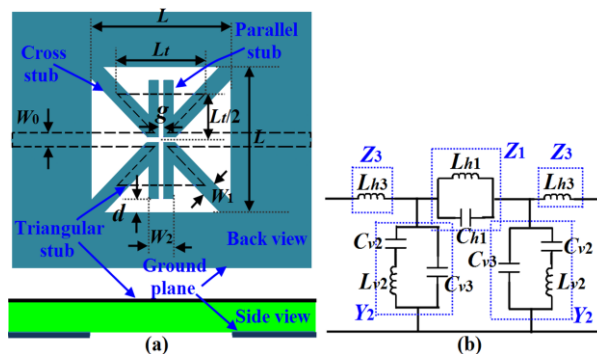 L
Cross
stub
Lt
Parallel
stub
g
W0
Lt/2
L
d
W1
W2
Triangular
stub
Back view
Ground
plane
Side view
(a)
Z3
Z1
Z3
Lh1
Lh3
Lh3
Ch1
Cv2
Cv3
Lv2
Cv3
Cv2
Lv2
Y2
Y2
(b)